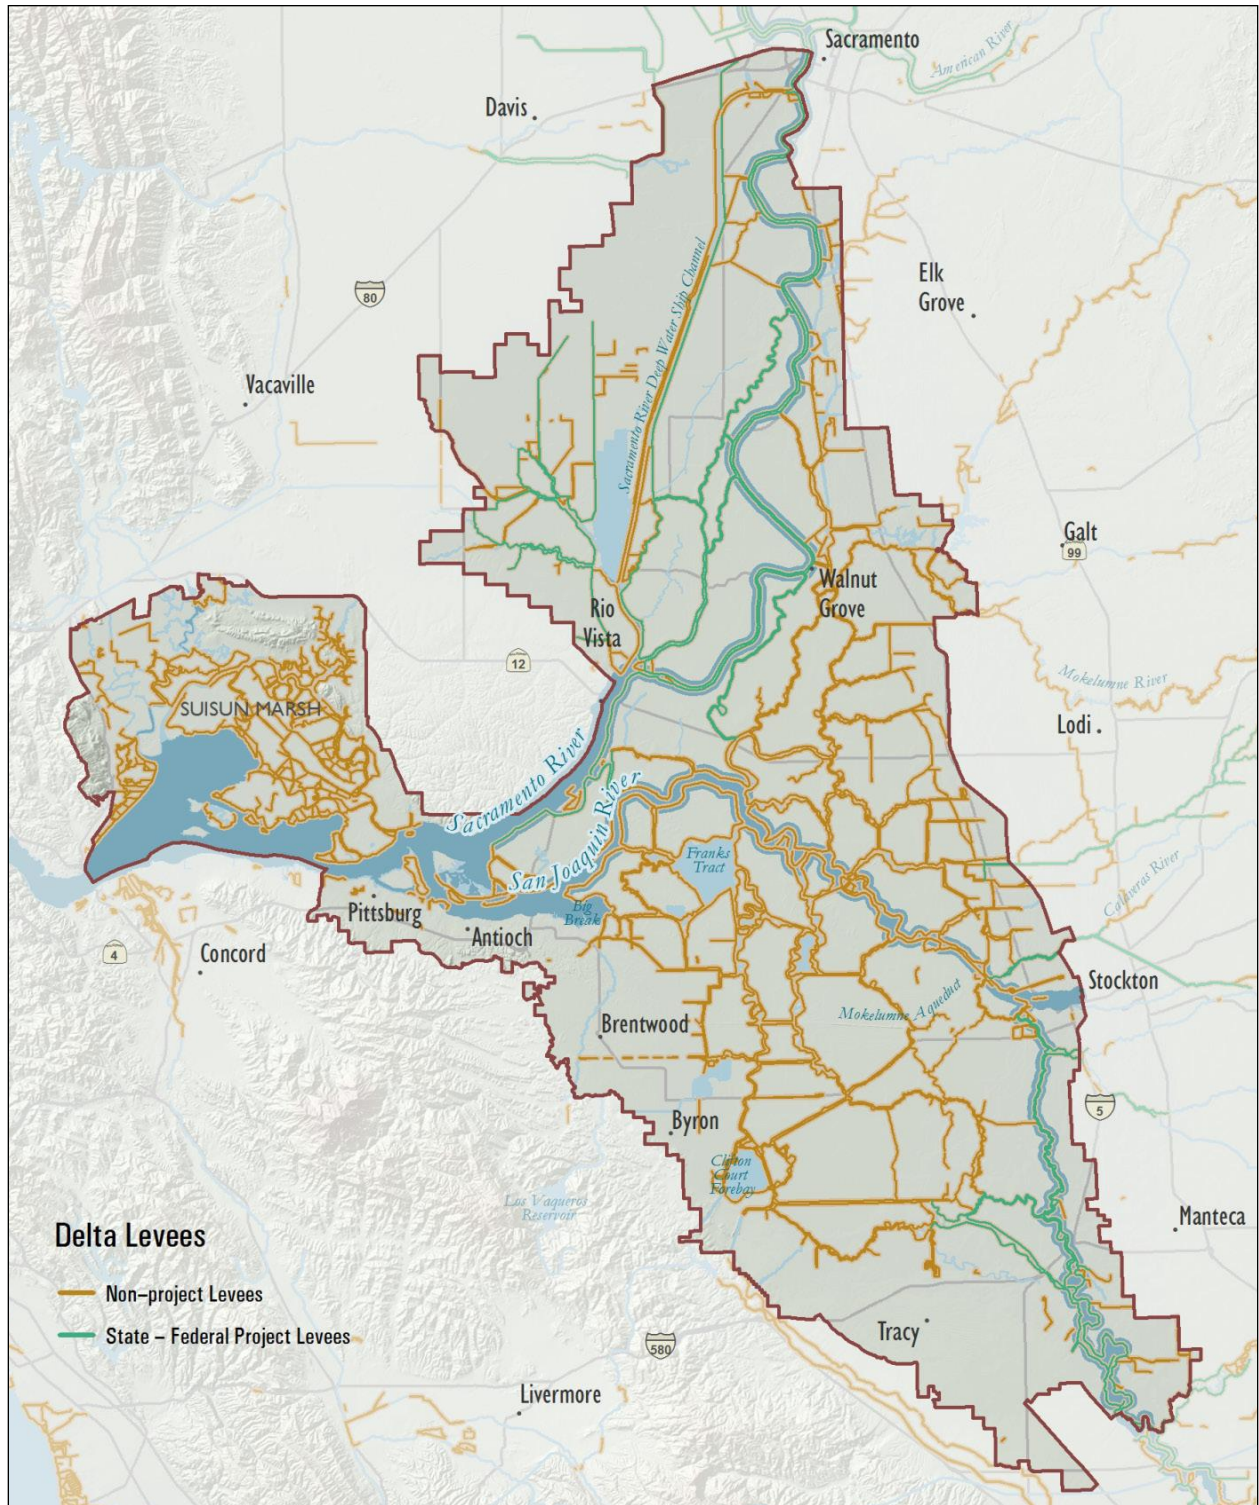 Sacramento
American River
Davis
Elk
Grove
80
Vacaville
Sacramento River Deep Water Ship Channel
Galt
99
Walnut
Grove
Rio
Vista
12
Mokelumne River
SUISUN MARSH
Lodi
Sacramento River
San Joaquin River
Franks
Tract
Calaveras River
Big
Break
Pittsburg
Antioch
4
Concord
Stockton
Mokelumne Aqueduct
Brentwood
5
Byron
Clifton
Court
Forebay
Los Vaqueros
Reservoir
Manteca
Delta Levees
Non–project Levees
State – Federal Project Levees
Tracy
580
Livermore